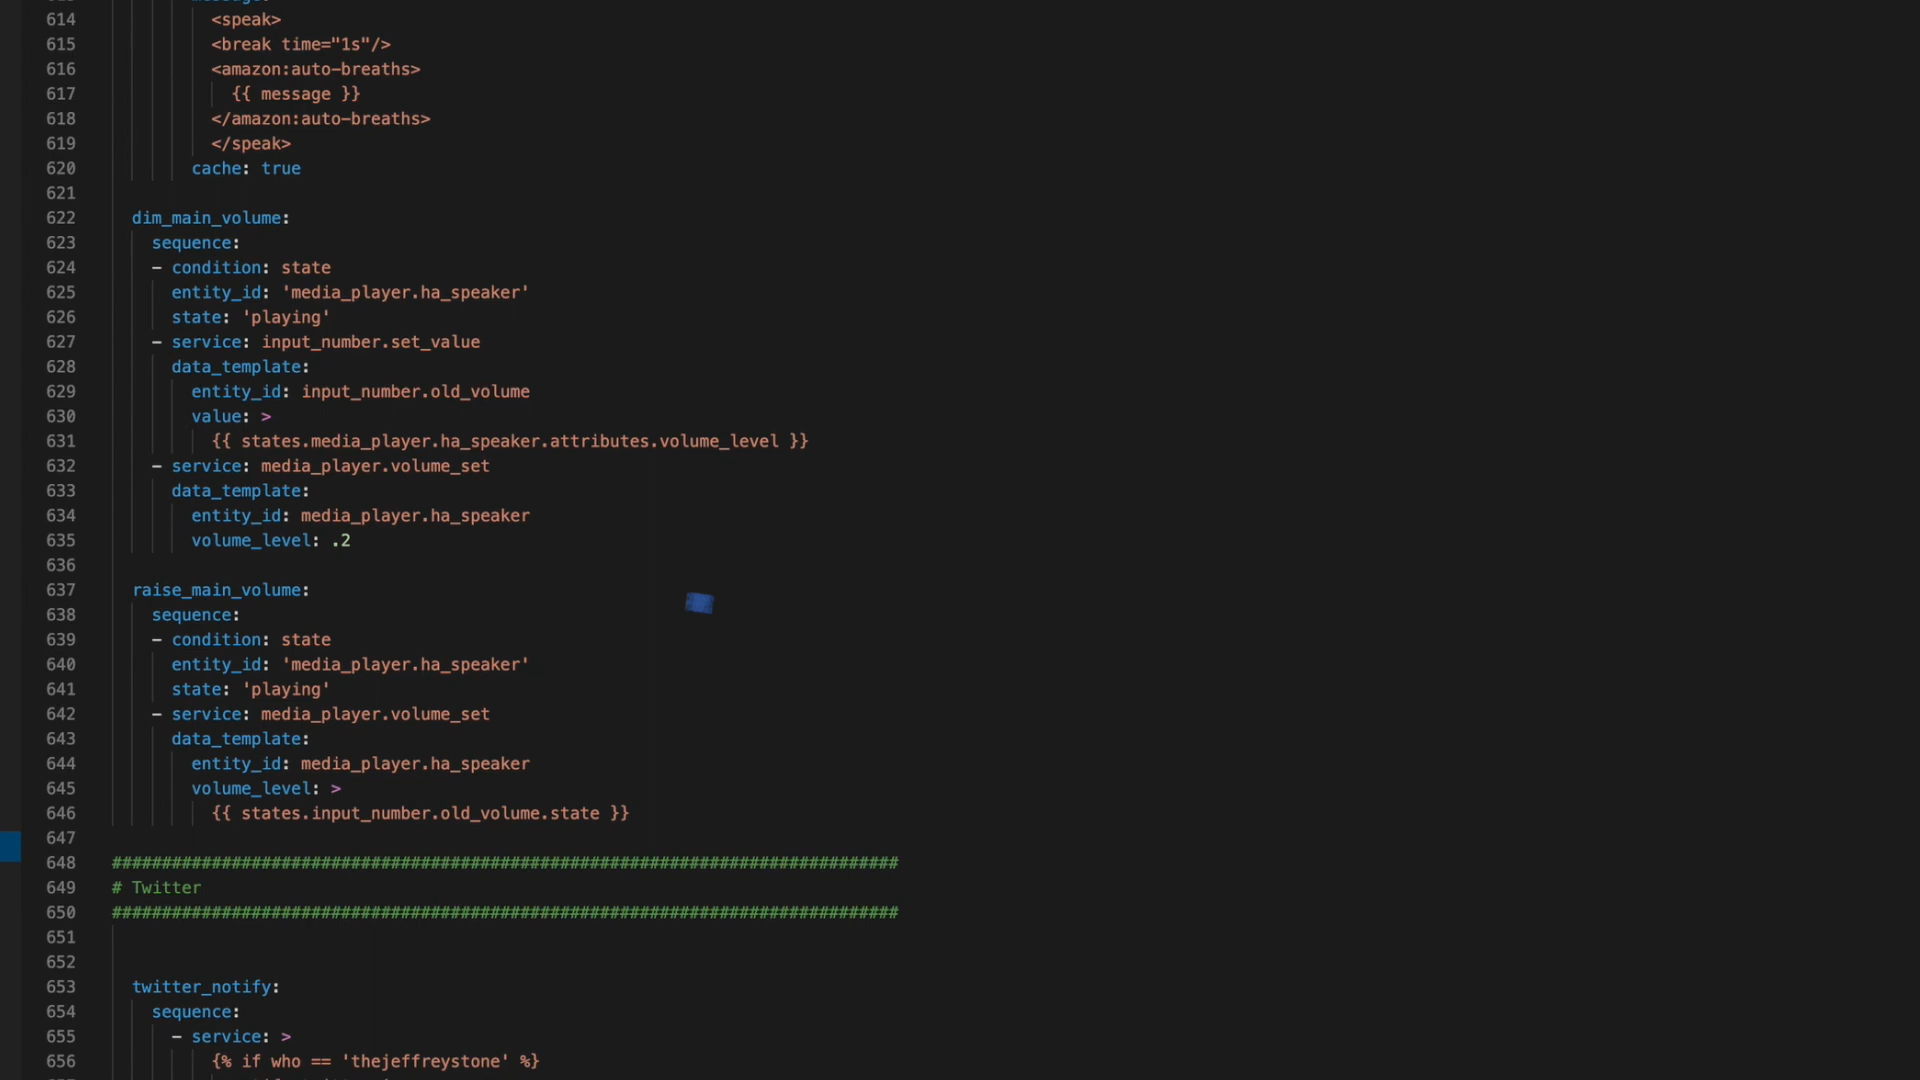 614 <speak>
615 <break time="1s"/>
616 <amazon:auto-breaths>
617 {{ message }}
618 </amazon:auto-breaths>
619 </speak>
620 cache: true
621
622 dim_main_volume:
623 sequence:
624 - condition: state
625 entity_id: 'media_player.ha_speaker'
626 state: 'playing'
627 - service: input_number.set_value
628 data_template:
629 entity_id: input_number.old_volume
630 value: >
631 {{ states.media_player.ha_speaker.attributes.volume_level }}
632 - service: media_player.volume_set
633 data_template:
634 entity_id: media_player.ha_speaker
635 volume_level: .2
636
637 raise_main_volume:
638 sequence:
639 - condition: state
640 entity_id: 'media_player.ha_speaker'
641 state: 'playing'
642 - service: media_player.volume_set
643 data_template:
644 entity_id: media_player.ha_speaker
645 volume_level: >
646 {{ states.input_number.old_volume.state }}
647
648 ###############################################################################
649 # Twitter
650 ###############################################################################
651
652
653 twitter_notify:
654 sequence:
655 - service: >
656 {% if who == 'thejeffreystone' %}